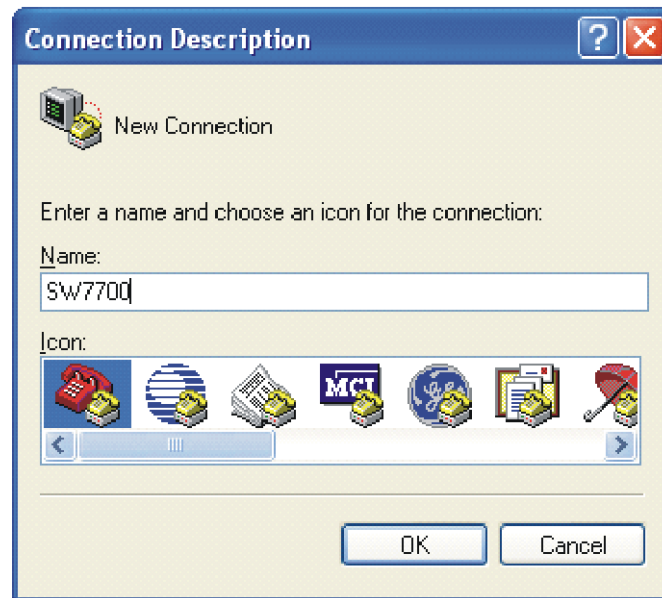 Connection Description
New Connection
Enter a name and choose an icon for the connection:
Name:
SW7700
Icon:
MCI
OK
Cancel